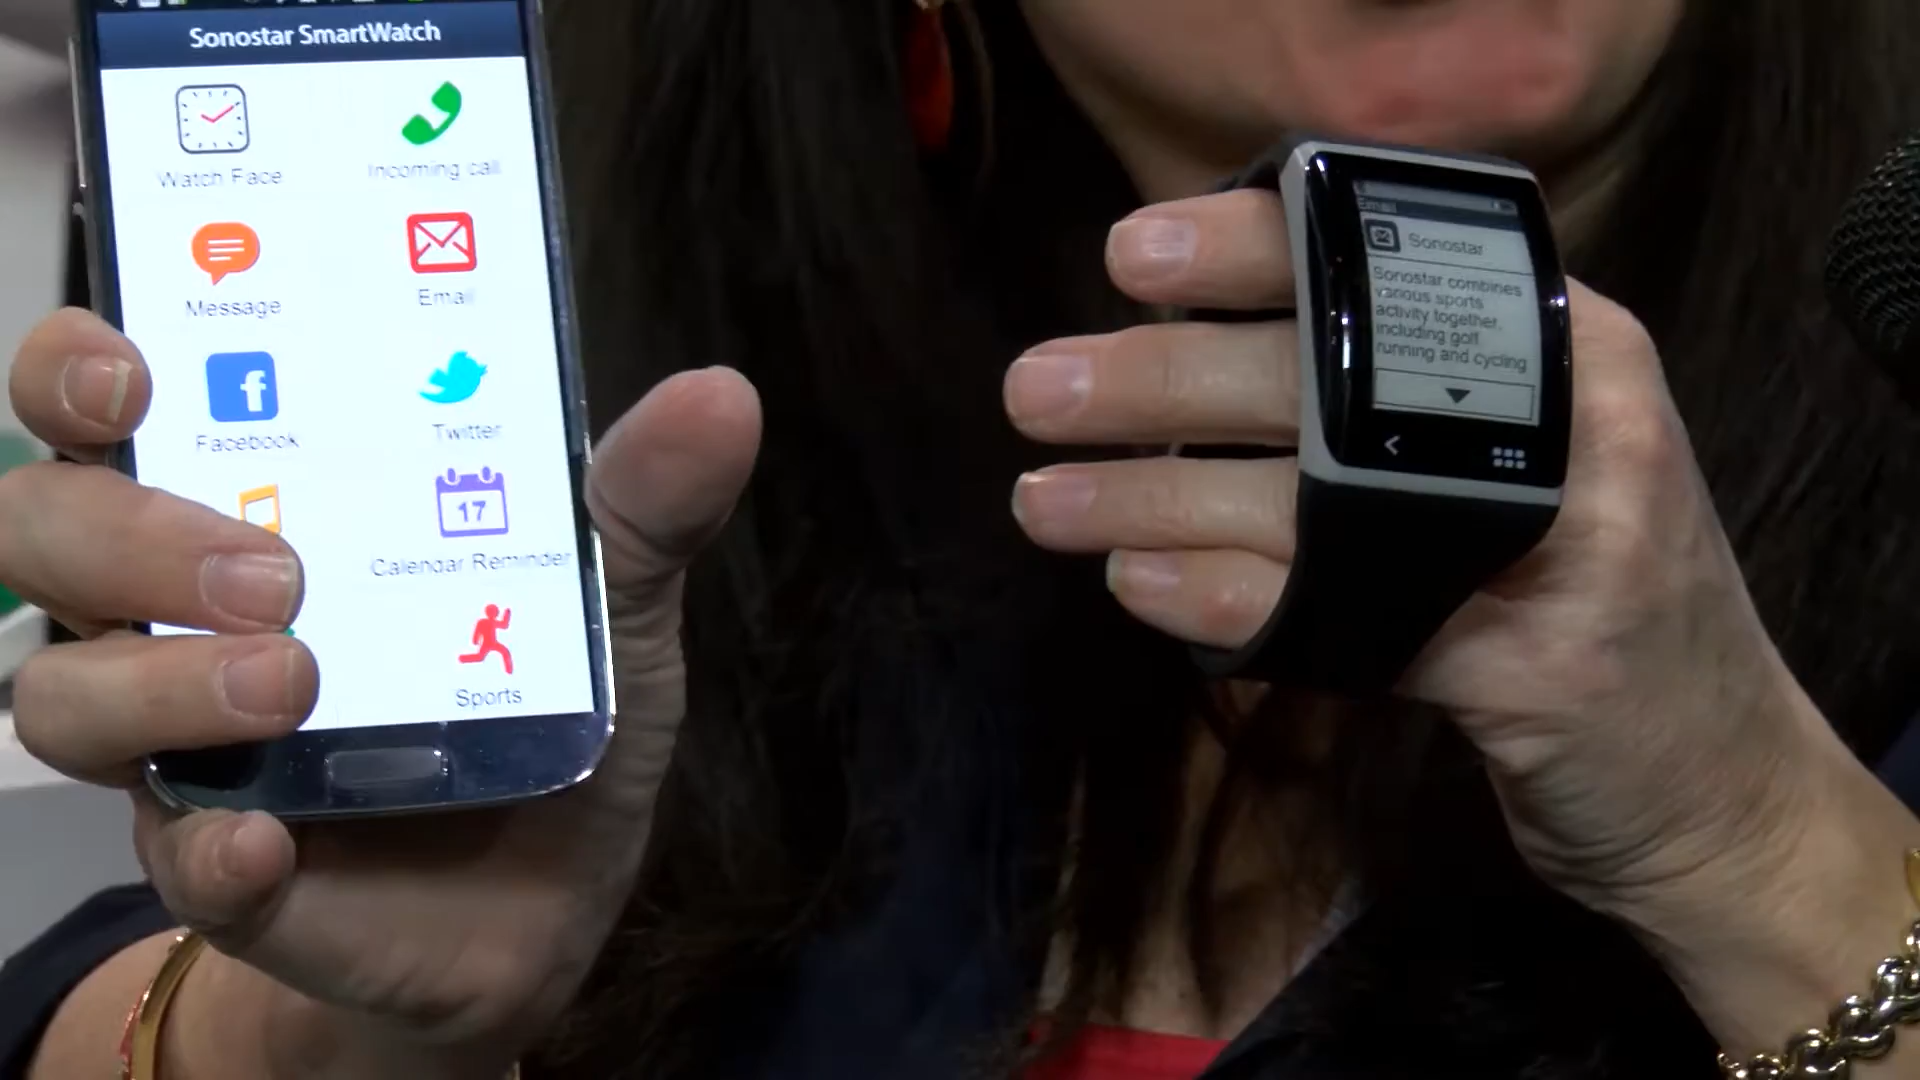 Sonostar SmartWatch
Watch Face
Incoming call
Message
Email
f
Facebook
Twitter
17
Calendar Reminder
Sports
Email
Sonostar
Sonostar combines
various sports
activity together,
including golf
running and cycling